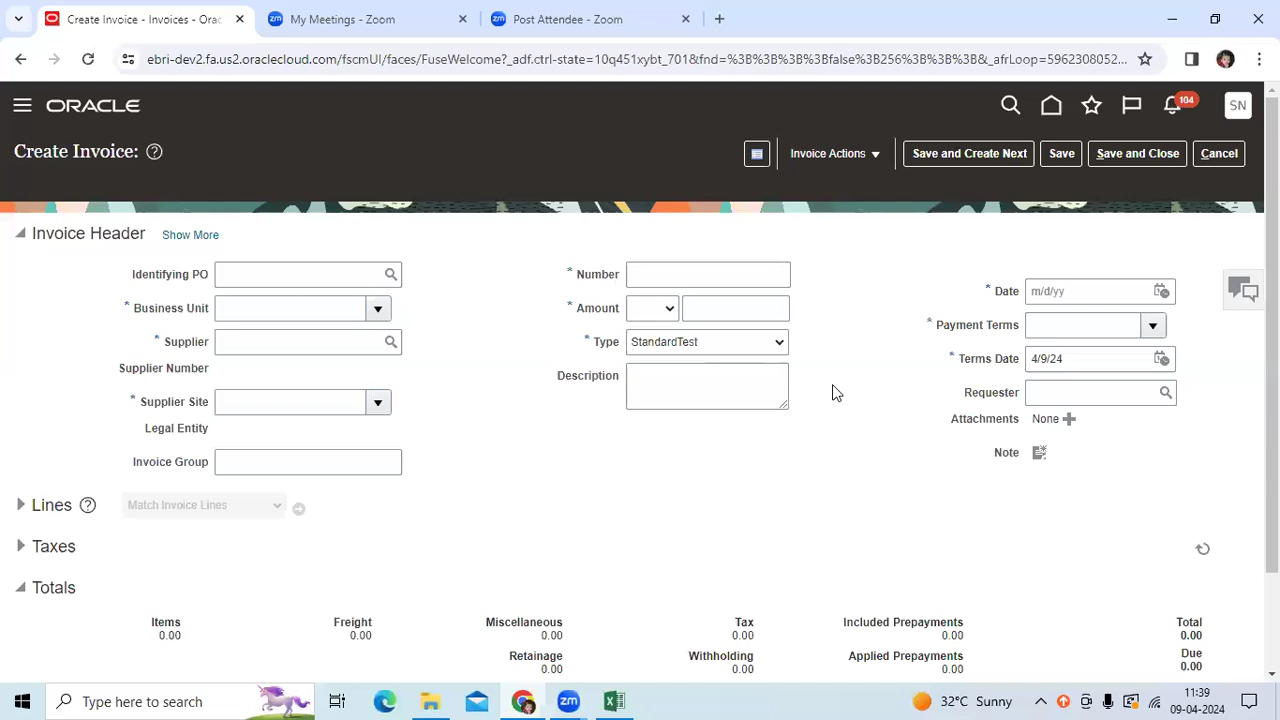 Create Invoice - Invoices - Orac
zm My Meetings - Zoom
zm Post Attendee - Zoom
ebri-dev2.fa.us2.oraclecloud.com/fscmUI/faces/FuseWelcome?_adf.ctrl-state=10q451xybt_701&fnd=%3B%3B%3B%3Bfalse%3B256%3B%3B%3B&_afrLoop=5962308052...
ORACLE
104
SN
Create Invoice: ?
Invoice Actions
Save and Create Next
Save
Save and Close
Cancel
Invoice Header
Show More
Identifying PO
* Business Unit
* Supplier
Supplier Number
* Supplier Site
Legal Entity
Invoice Group
* Number
* Amount
* Type StandardTest
Description
* Date m/d/yy
* Payment Terms
* Terms Date 4/9/24
Requester
Attachments None
Note
Lines ? Match Invoice Lines
Taxes
Totals
Items
0.00
Freight
0.00
Miscellaneous
0.00
Tax
0.00
Included Prepayments
0.00
Total
0.00
Retainage
0.00
Withholding
0.00
Applied Prepayments
0.00
Due
0.00
Type here to search
zm
32°C Sunny
11:39
09-04-2024